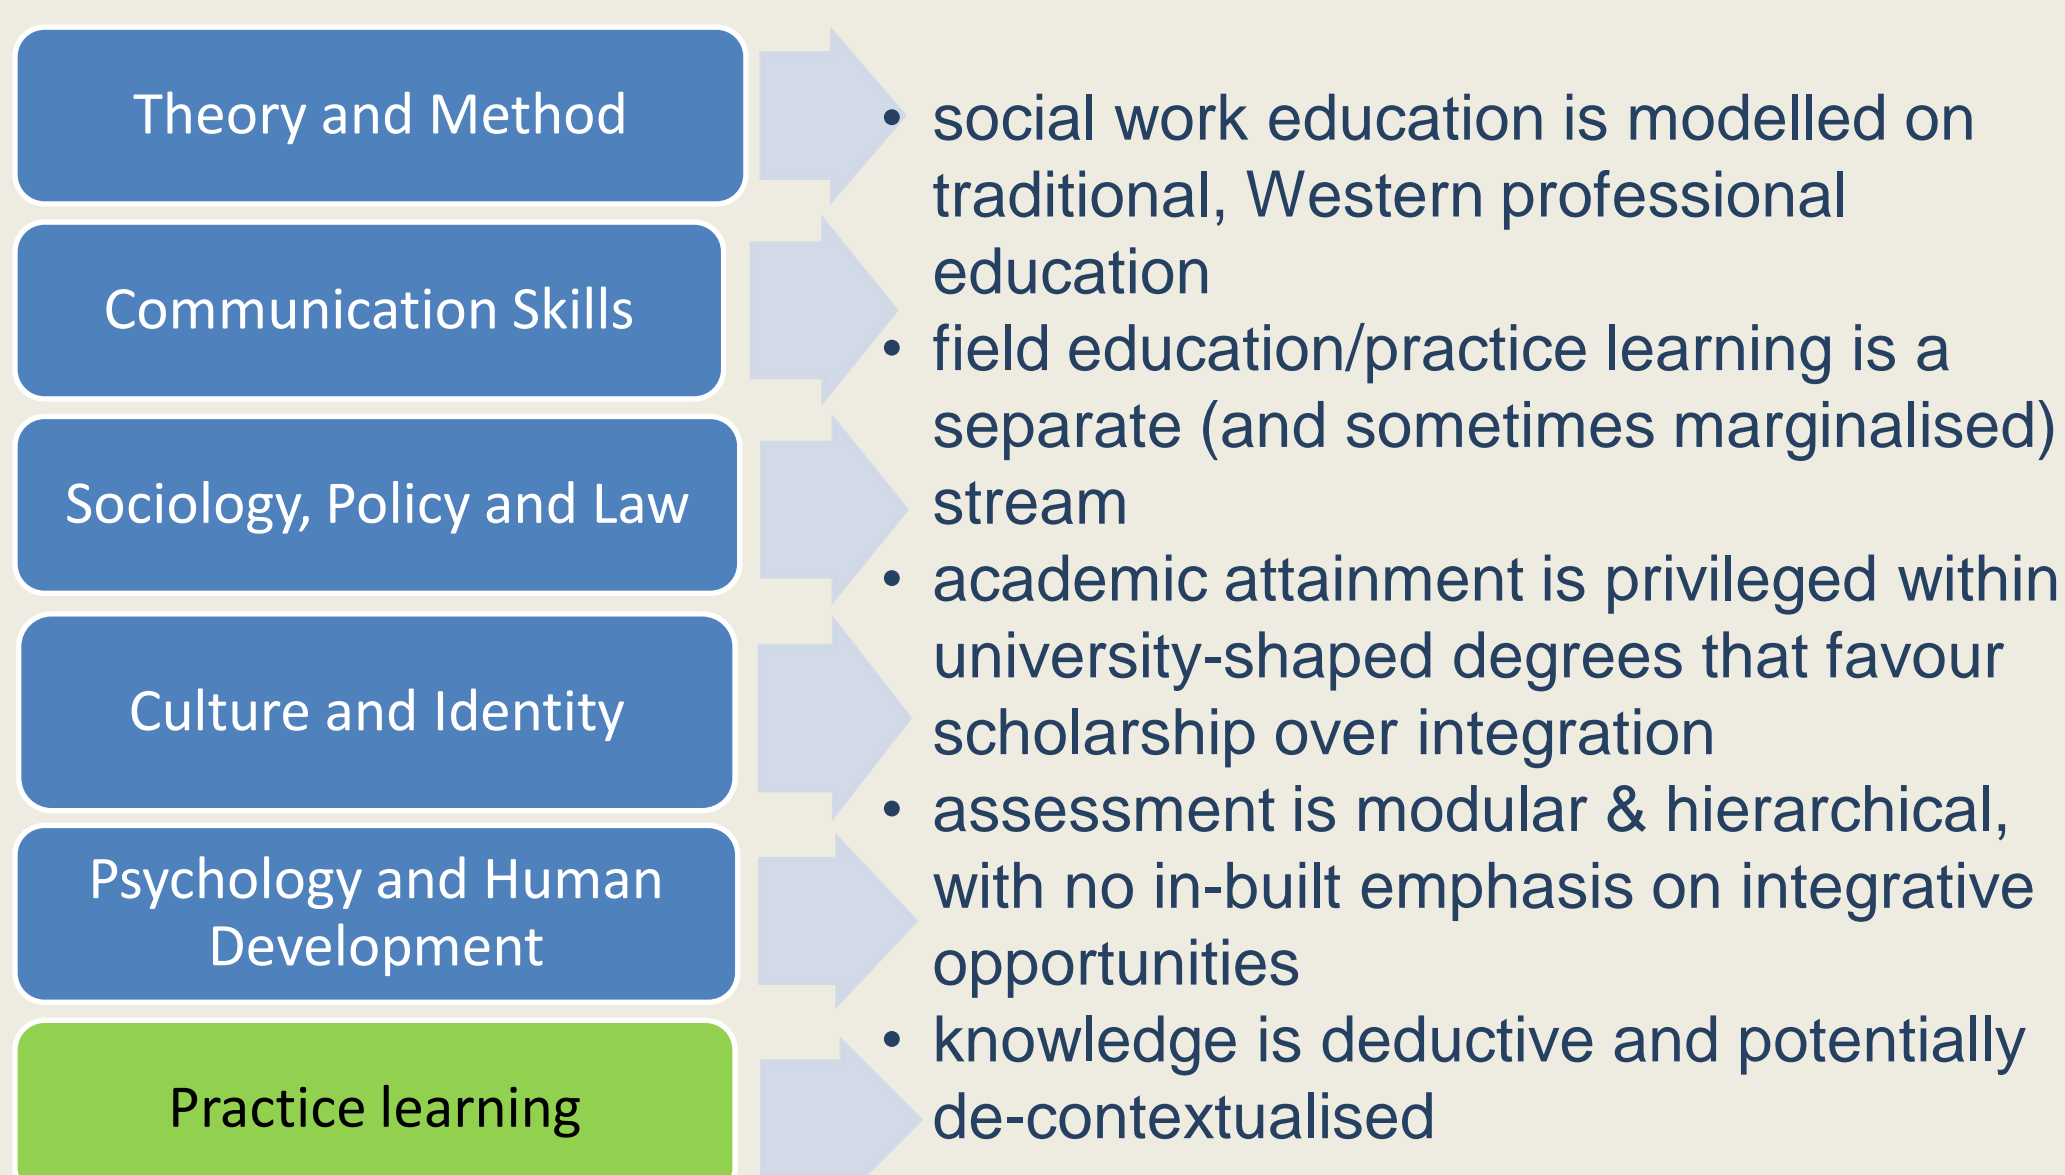 Theory and Method
Communication Skills
Sociology, Policy and Law
Culture and Identity
Psychology and Human
Development
Practice learning
• social work education is modelled on
traditional, Western professional
education
• field education/practice learning is a
separate (and sometimes marginalised)
stream
• academic attainment is privileged within
university-shaped degrees that favour
scholarship over integration
• assessment is modular & hierarchical,
with no in-built emphasis on integrative
opportunities
• knowledge is deductive and potentially
de-contextualised